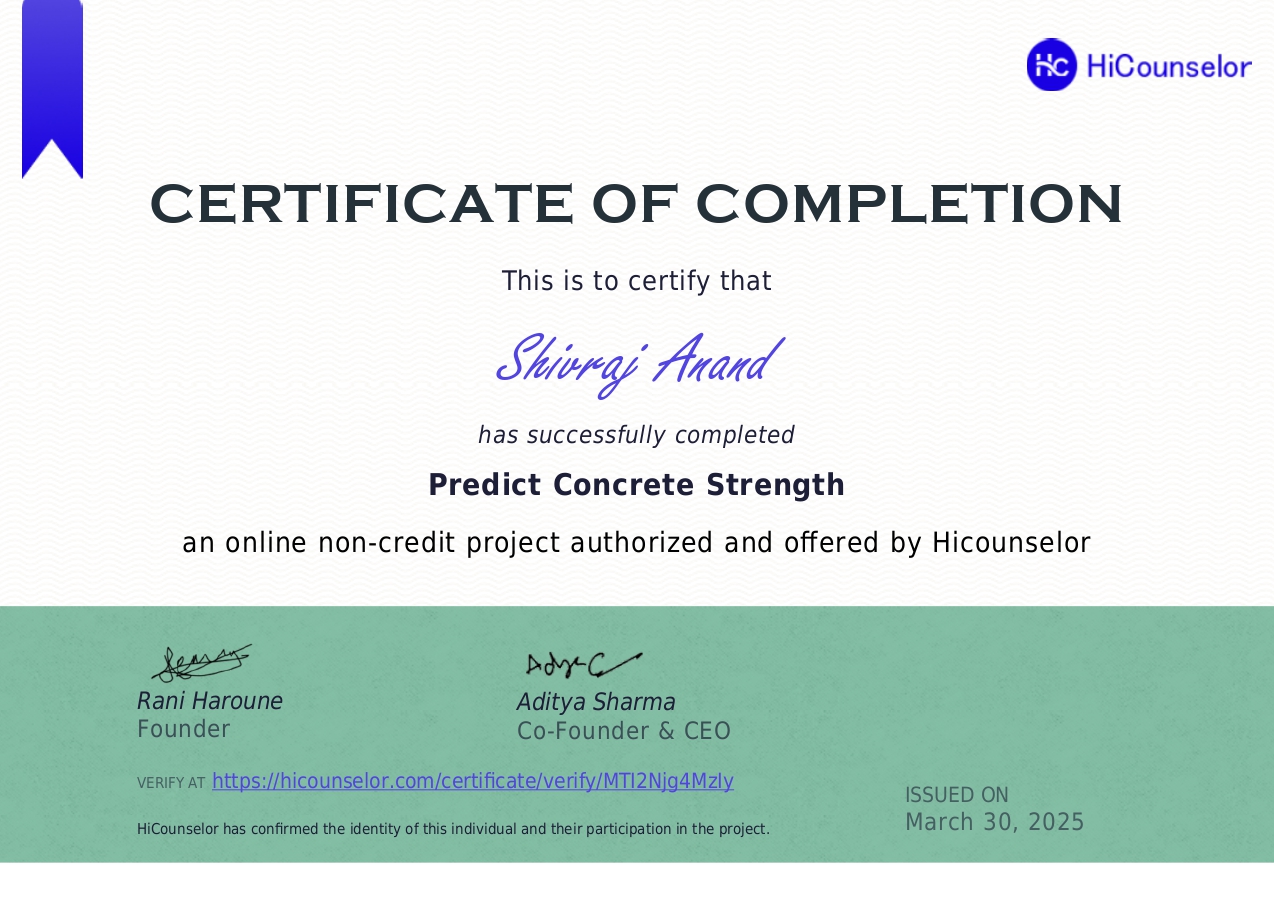 HC HiCounselor
CERTIFICATE OF COMPLETION
This is to certify that
Shivraj Anand
has successfully completed
Predict Concrete Strength
an online non-credit project authorized and offered by Hicounselor
Rani Haroune
Founder
Aditya Sharma
Co-Founder & CEO
VERIFY AT https://hicounselor.com/certificate/verify/MTI2Njg4MzIy
HiCounselor has confirmed the identity of this individual and their participation in the project.
ISSUED ON
March 30, 2025